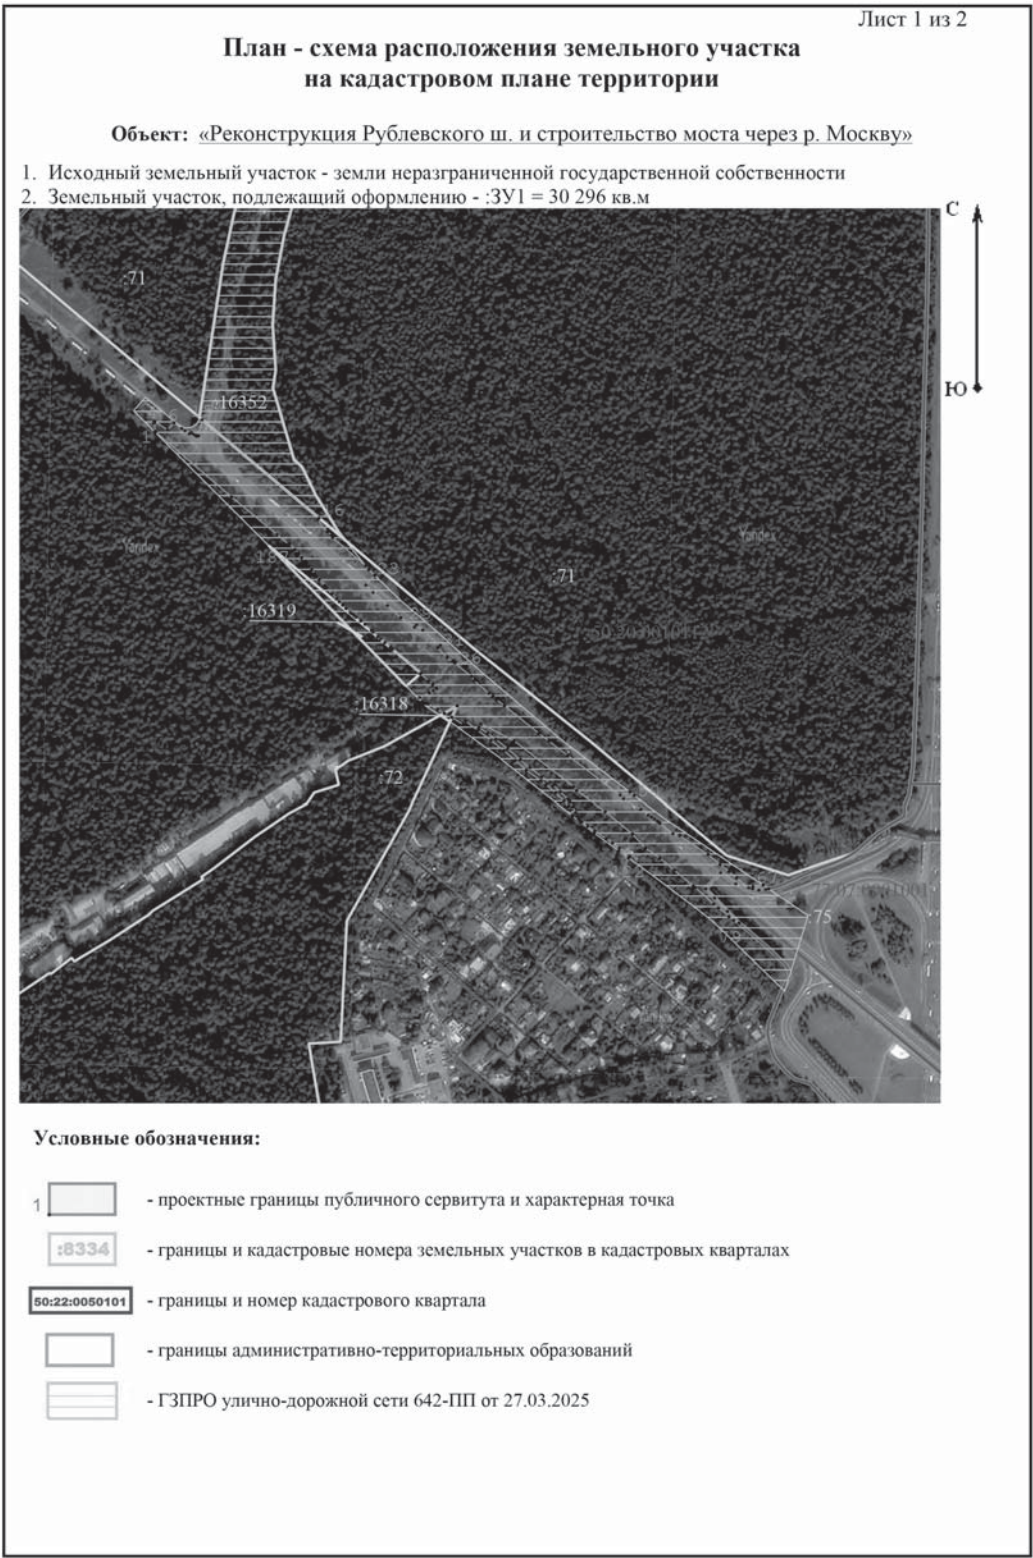 Лист 1 из 2
План - схема расположения земельного участка
на кадастровом плане территории
Объект: «Реконструкция Рублевского ш. и строительство моста через р. Москву»
1. Исходный земельный участок - земли неразграниченной государственной собственности
2. Земельный участок, подлежащий оформлению - :ЗУ1 = 30 296 кв.м
С
Ю
:71
:16352
Yandex
Yandex
:71
:16319
:16318
:72
:75
Условные обозначения:
1
- проектные границы публичного сервитута и характерная точка
:8334
- границы и кадастровые номера земельных участков в кадастровых кварталах
50:22:0050101
- границы и номер кадастрового квартала
- границы административно-территориальных образований
- ГЗПРО улично-дорожной сети 642-ПП от 27.03.2025